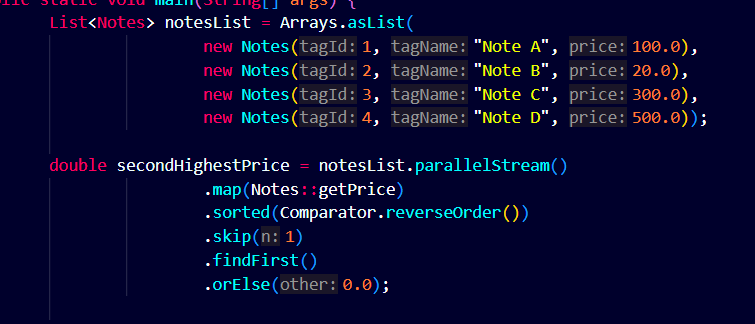 static void main(String[] args) {
List<Notes> notesList = Arrays.asList(
new Notes(tagId: 1, tagName: "Note A", price: 100.0),
new Notes(tagId: 2, tagName: "Note B", price: 20.0),
new Notes(tagId: 3, tagName: "Note C", price: 300.0),
new Notes(tagId: 4, tagName: "Note D", price: 500.0));
double secondHighestPrice = notesList.parallelStream()
.map(Notes::getPrice)
.sorted(Comparator.reverseOrder())
.skip(n: 1)
.findFirst()
.orElse(other: 0.0);